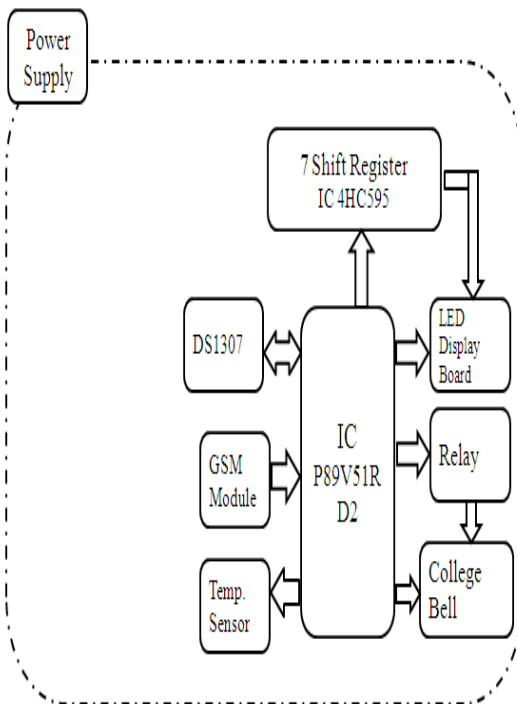 Power
Supply
7 Shift Register
IC 4HC595
DS1307
LED
Display
Board
IC
P89V51R
D2
GSM
Module
Relay
Temp.
Sensor
College
Bell